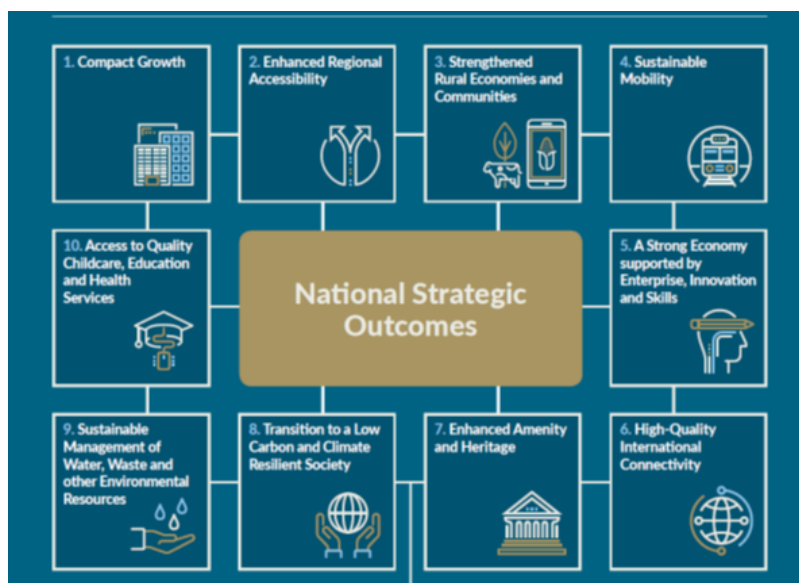 1. Compact Growth
2. Enhanced Regional
Accessibility
3. Strengthened
Rural Economies and
Communities
4. Sustainable
Mobility
10. Access to Quality
Childcare, Education
and Health
Services
National Strategic
Outcomes
5. A Strong Economy
supported by
Enterprise, Innovation
and Skills
9. Sustainable
Management of
Water, Waste and
other Environmental
Resources
8. Transition to a Low
Carbon and Climate
Resilient Society
7. Enhanced Amenity
and Heritage
6. High-Quality
International
Connectivity